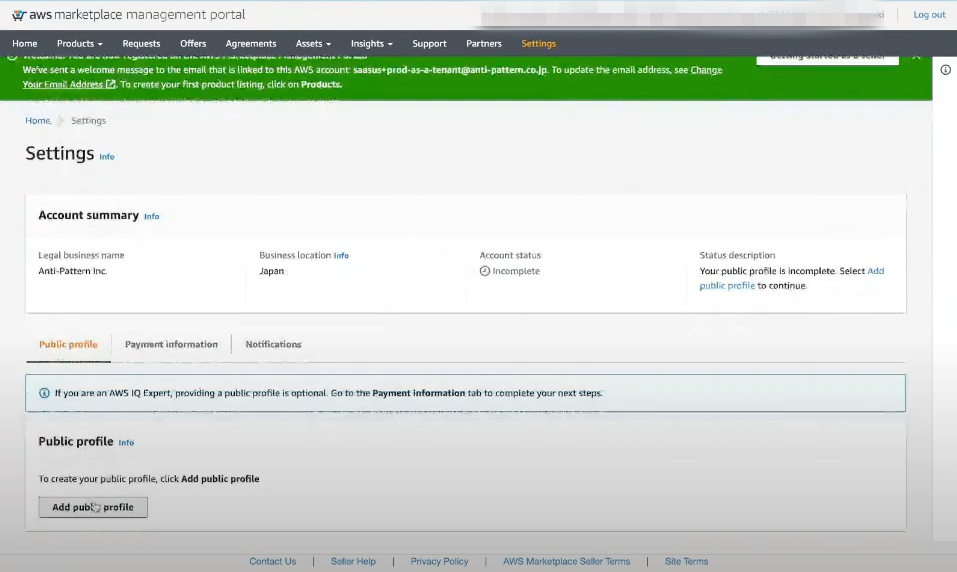 aws marketplace management portal
Log out
Home Products Requests Offers Agreements Assets Insights Support Partners Settings
We've sent a welcome message to the email that is linked to this AWS account: saasus+prod-as-a-tenant@anti-pattern.co.jp. To update the email address, see Change
Your Email Address. To create your first product listing, click on Products.
Getting started as a seller
Home Settings
Settings Info
Account summary Info
Legal business name
Anti-Pattern Inc.
Business location Info
Japan
Account status
Incomplete
Status description
Your public profile is incomplete. Select Add
public profile to continue.
Public profile Payment information Notifications
If you are an AWS IQ Expert, providing a public profile is optional. Go to the Payment information tab to complete your next steps.
Public profile Info
To create your public profile, click Add public profile
Add public profile
Contact Us | Seller Help | Privacy Policy | AWS Marketplace Seller Terms | Site Terms